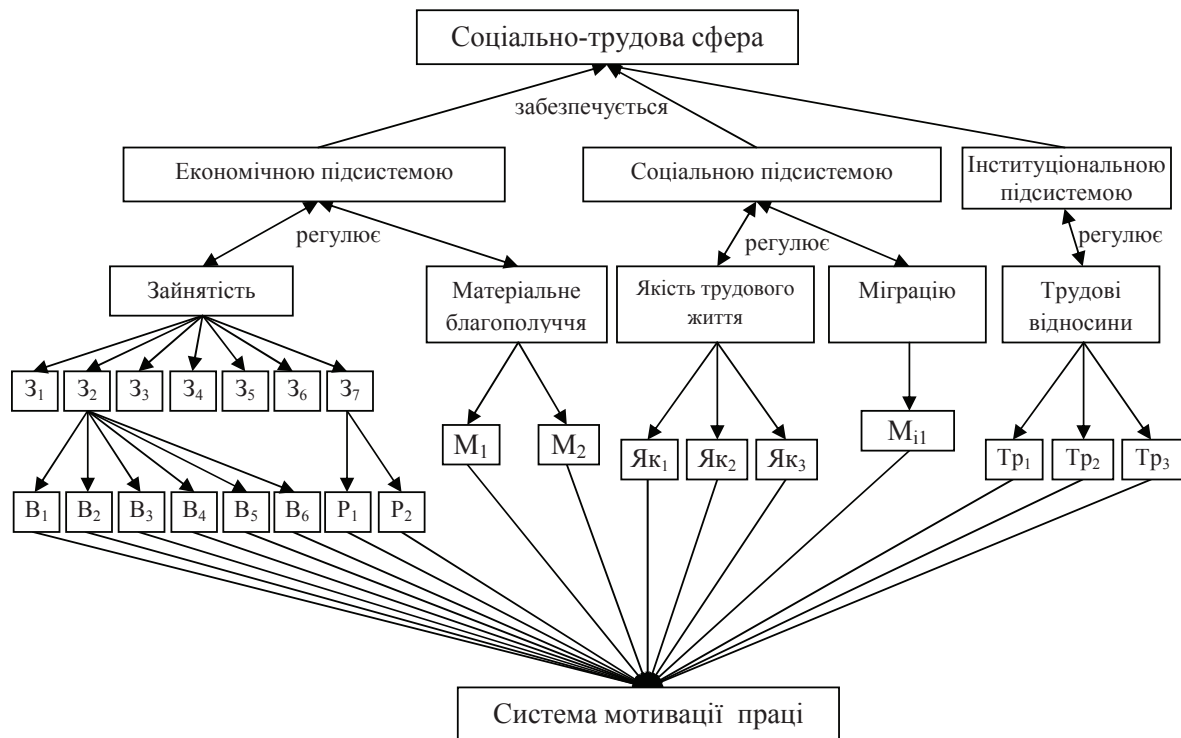 Соціально-трудова сфера
забезпечується
Економічною підсистемою
Соціальною підсистемою
Інституціональною
підсистемою
регулює
регулює
регулює
Зайнятість
Матеріальне
благополуччя
Якість трудового
життя
Міграцію
Трудові
відносини
З1 З2 З3 З4 З5 З6 З7
М1 М2
Як1 Як2 Як3
Мі1
Тр1 Тр2 Тр3
В1 В2 В3 В4 В5 В6 Р1 Р2
Система мотивації праці